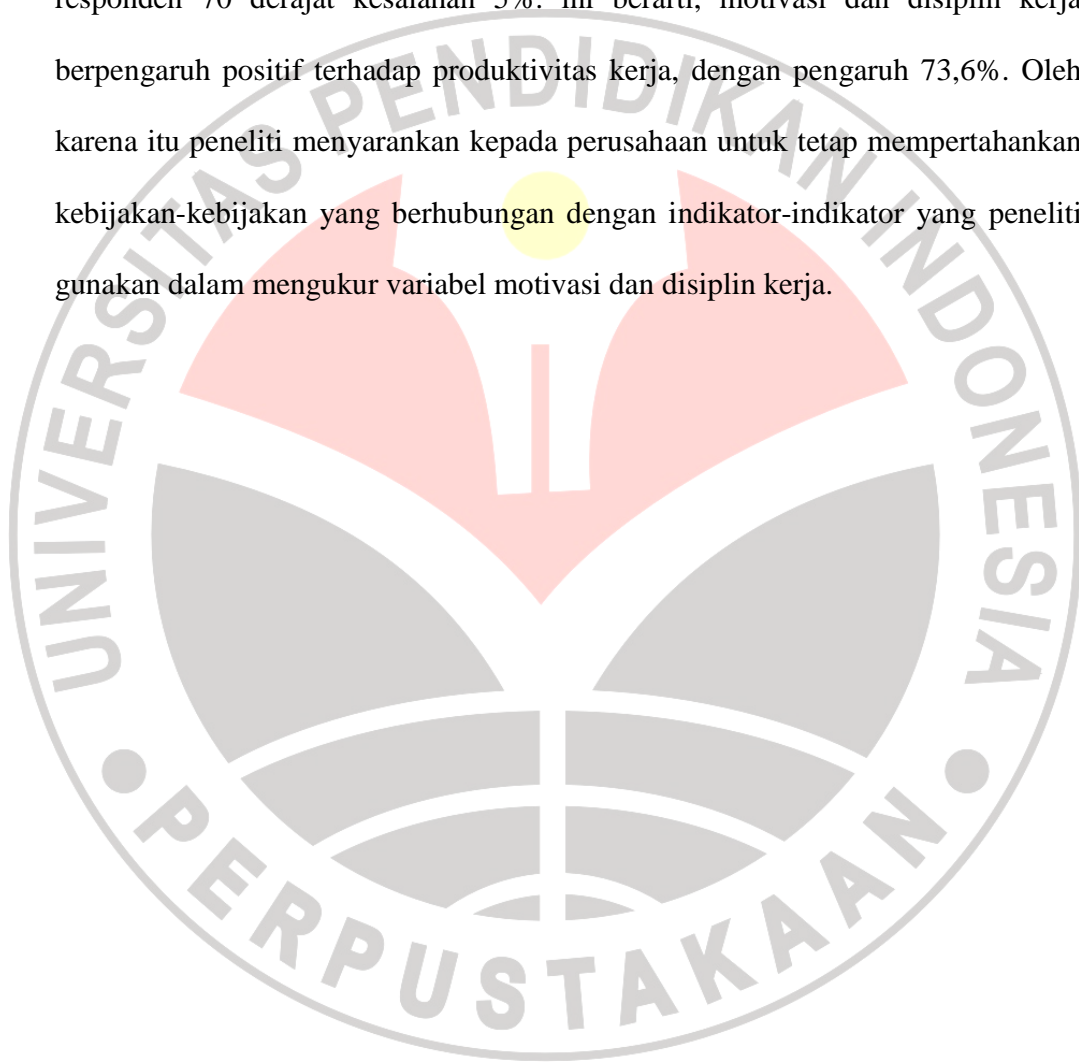 responden 70 derajat kesalahan 5%. Ini berarti, motivasi dan disiplin kerja
berpengaruh positif terhadap produktivitas kerja, dengan pengaruh 73,6%. Oleh
karena itu peneliti menyarankan kepada perusahaan untuk tetap mempertahankan
kebijakan-kebijakan yang berhubungan dengan indikator-indikator yang peneliti
gunakan dalam mengukur variabel motivasi dan disiplin kerja.
UNIVERSITAS PENDIDIKAN INDONESIA
PERPUSTAKAAN